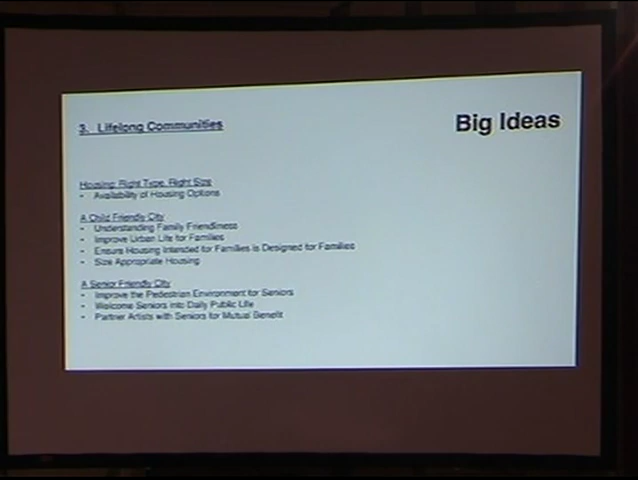 3. Lifelong Communities
Big Ideas
Housing: Right Type, Right Size
- Availability of Housing Options
A Child Friendly City
- Understanding Family Friendliness
- Improve Urban Life for Families
- Ensure Housing Intended for Families is Designed for Families
- Size Appropriate Housing
A Senior Friendly City
- Improve the Pedestrian Environment for Seniors
- Welcome Seniors into Daily Public Life
- Partner Artists with Seniors for Mutual Benefit